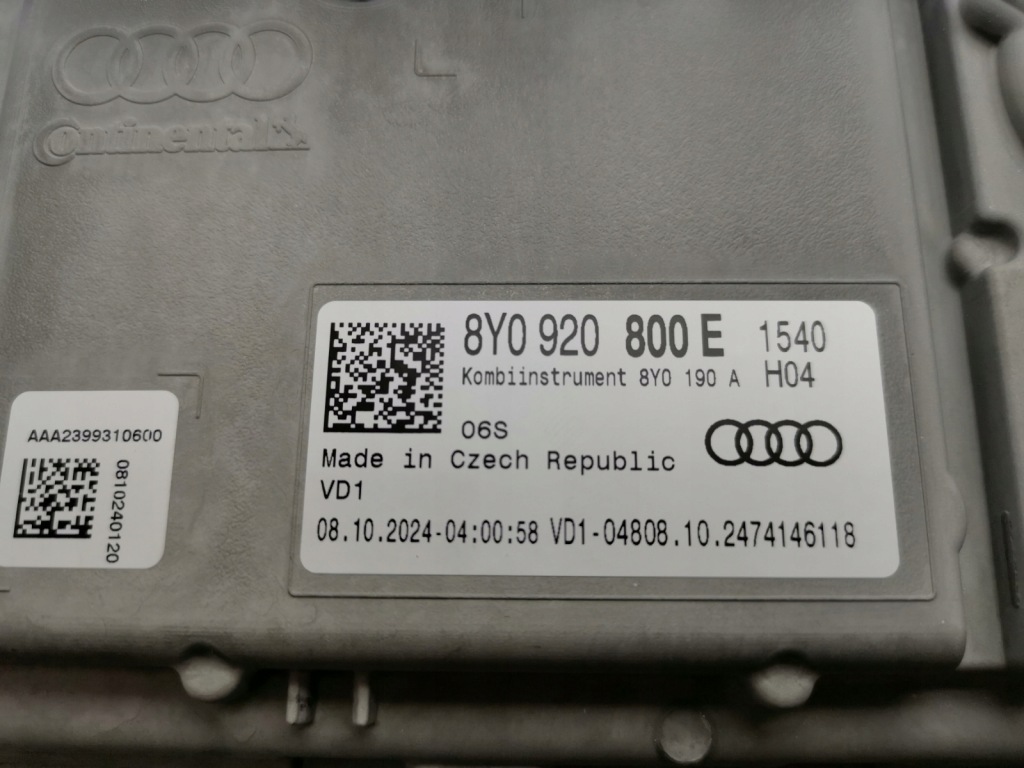 Continental
8Y0 920 800 E 1540
Kombiinstrument 8Y0 190 A H04
06S
Made in Czech Republic
VD1
08.10.2024-04:00:58 VD1-04808.10.2474146118
AAA2399310600
0810240120